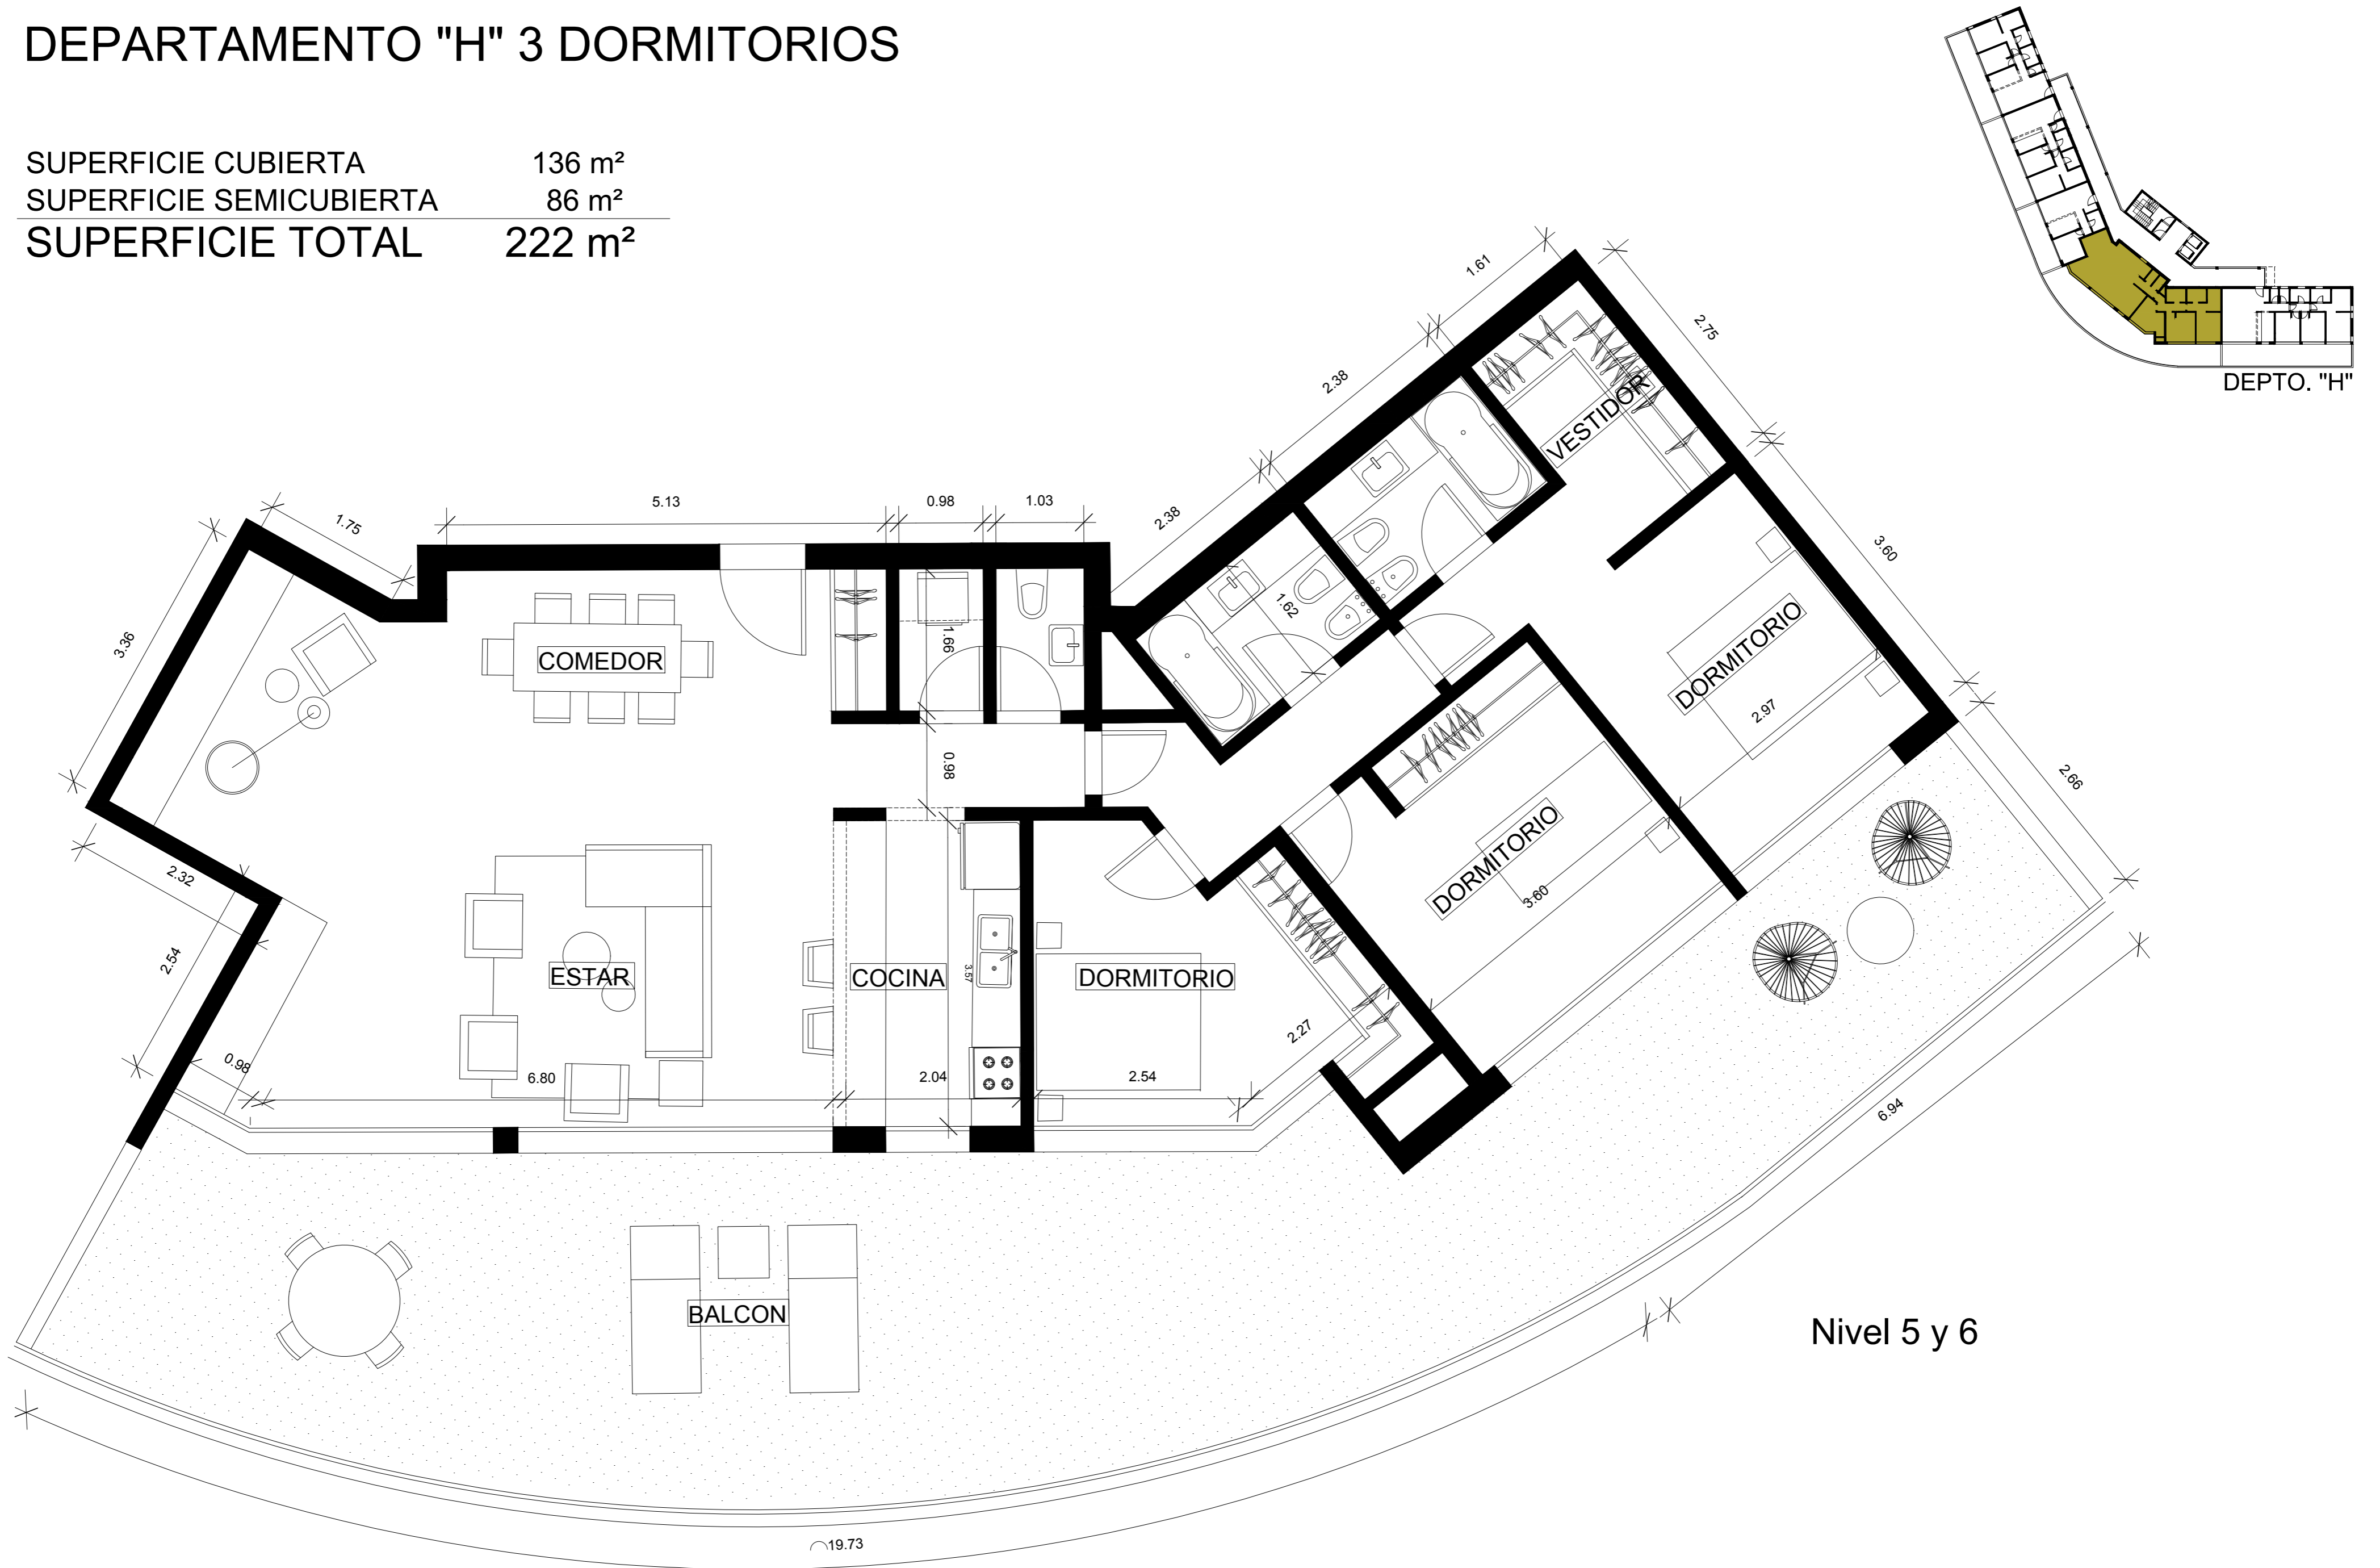 DEPARTAMENTO "H" 3 DORMITORIOS
SUPERFICIE CUBIERTA 136 m²
SUPERFICIE SEMICUBIERTA 86 m²
SUPERFICIE TOTAL 222 m²
DEPTO. "H"
1.61
2.75
2.38
VESTIDOR
5.13
0.98
1.03
2.38
1.75
3.60
1.62
1.66
3.36
COMEDOR
DORMITORIO
2.97
0.98
2.66
DORMITORIO
2.32
3.60
2.54
ESTAR
COCINA
3.57
DORMITORIO
2.27
0.98
6.80
2.04
2.54
6.94
BALCON
Nivel 5 y 6
19.73